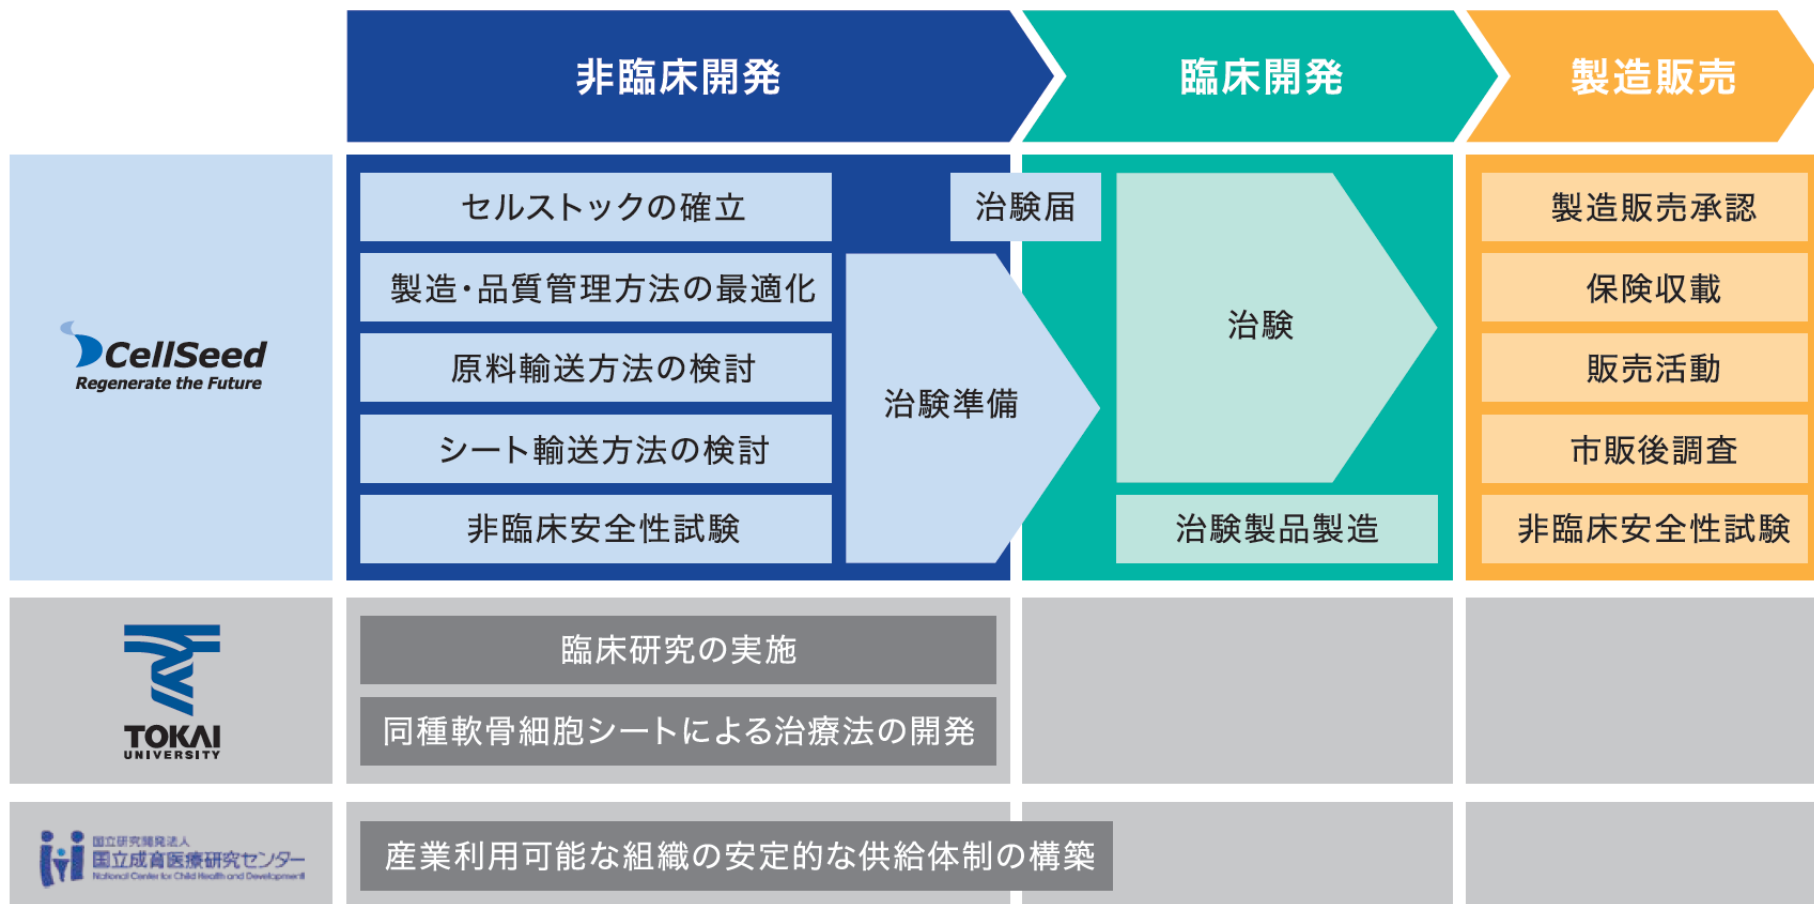 非臨床開発
臨床開発
製造販売
CellSeed
Regenerate the Future
セルストックの確立
製造・品質管理方法の最適化
原料輸送方法の検討
シート輸送方法の検討
非臨床安全性試験
治験準備
治験届
治験
治験製品製造
製造販売承認
保険収載
販売活動
市販後調査
非臨床安全性試験
TOKAI
UNIVERSITY
臨床研究の実施
同種軟骨細胞シートによる治療法の開発
国立研究開発法人
国立成育医療研究センター
National Center for Child Health and Development
産業利用可能な組織の安定的な供給体制の構築